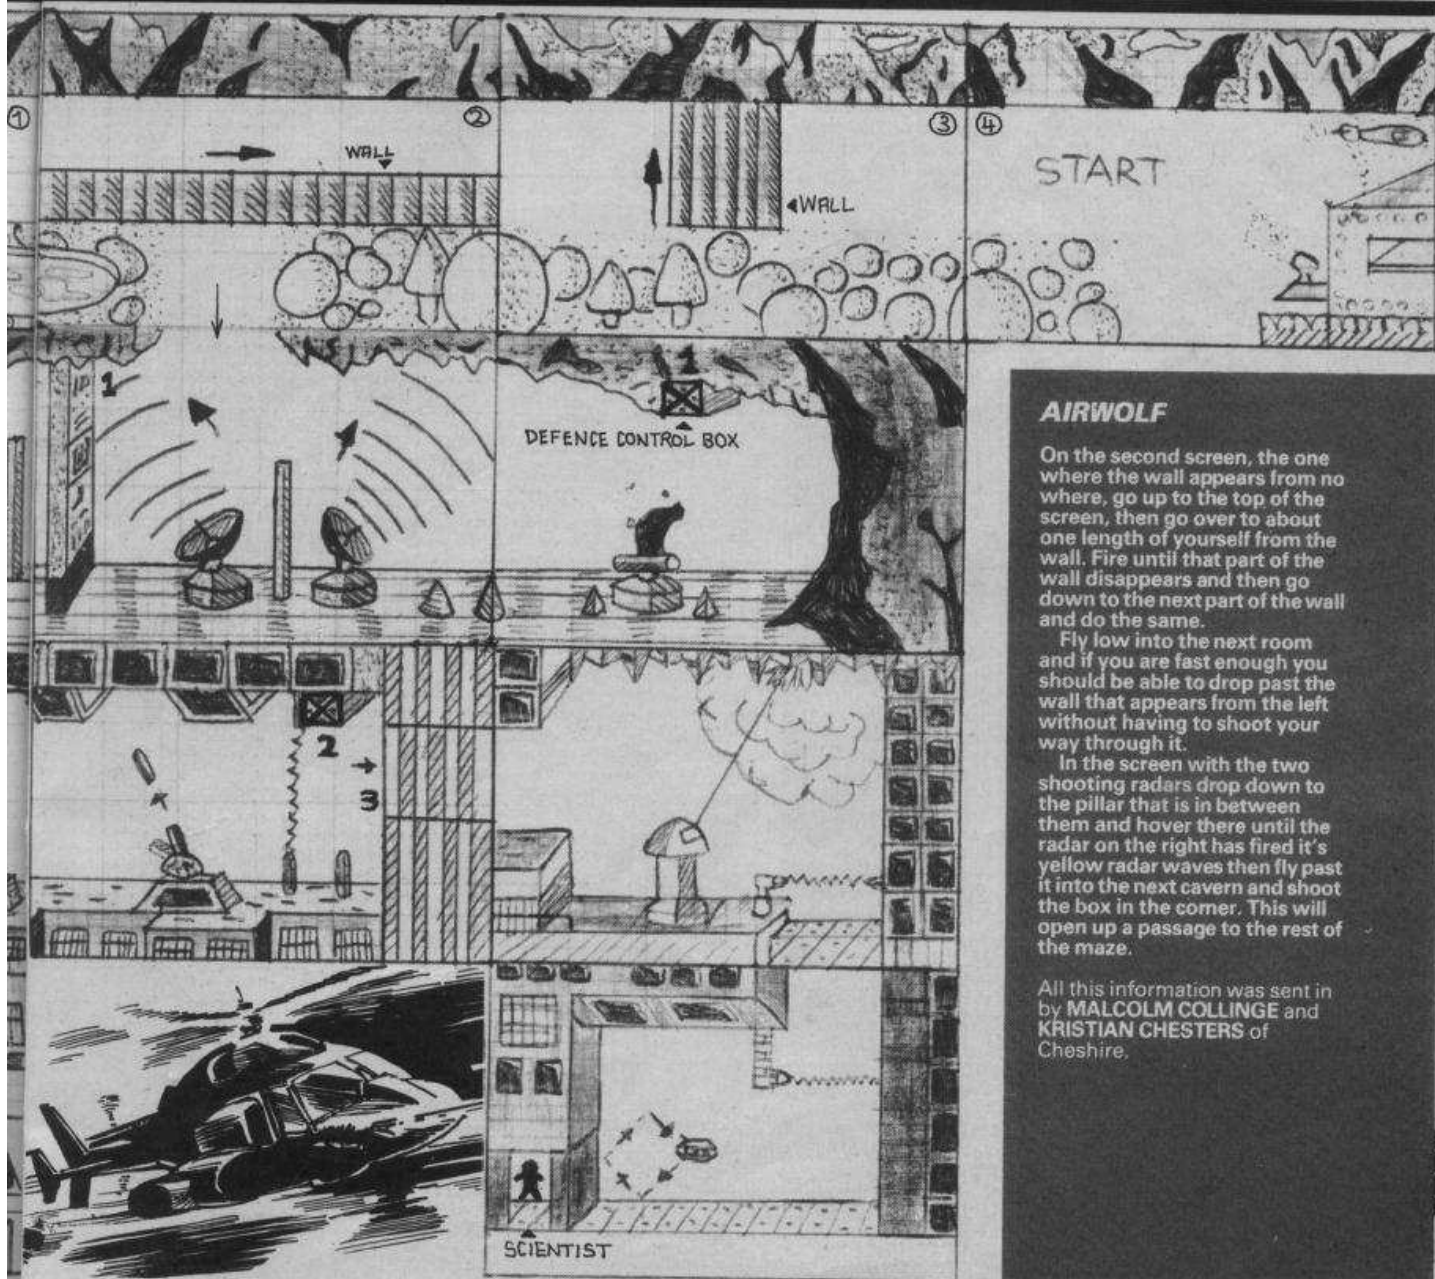 ①
②
③
④
WALL
WALL
START
1
1
DEFENCE CONTROL BOX
2
3
SCIENTIST
AIRWOLF
On the second screen, the one
where the wall appears from no
where, go up to the top of the
screen, then go over to about
one length of yourself from the
wall. Fire until that part of the
wall disappears and then go
down to the next part of the wall
and do the same.
Fly low into the next room
and if you are fast enough you
should be able to drop past the
wall that appears from the left
without having to shoot your
way through it.
In the screen with the two
shooting radars drop down to
the pillar that is in between
them and hover there until the
radar on the right has fired it's
yellow radar waves then fly past
it into the next cavern and shoot
the box in the corner. This will
open up a passage to the rest of
the maze.
All this information was sent in
by MALCOLM COLLINGE and
KRISTIAN CHESTERS of
Cheshire.